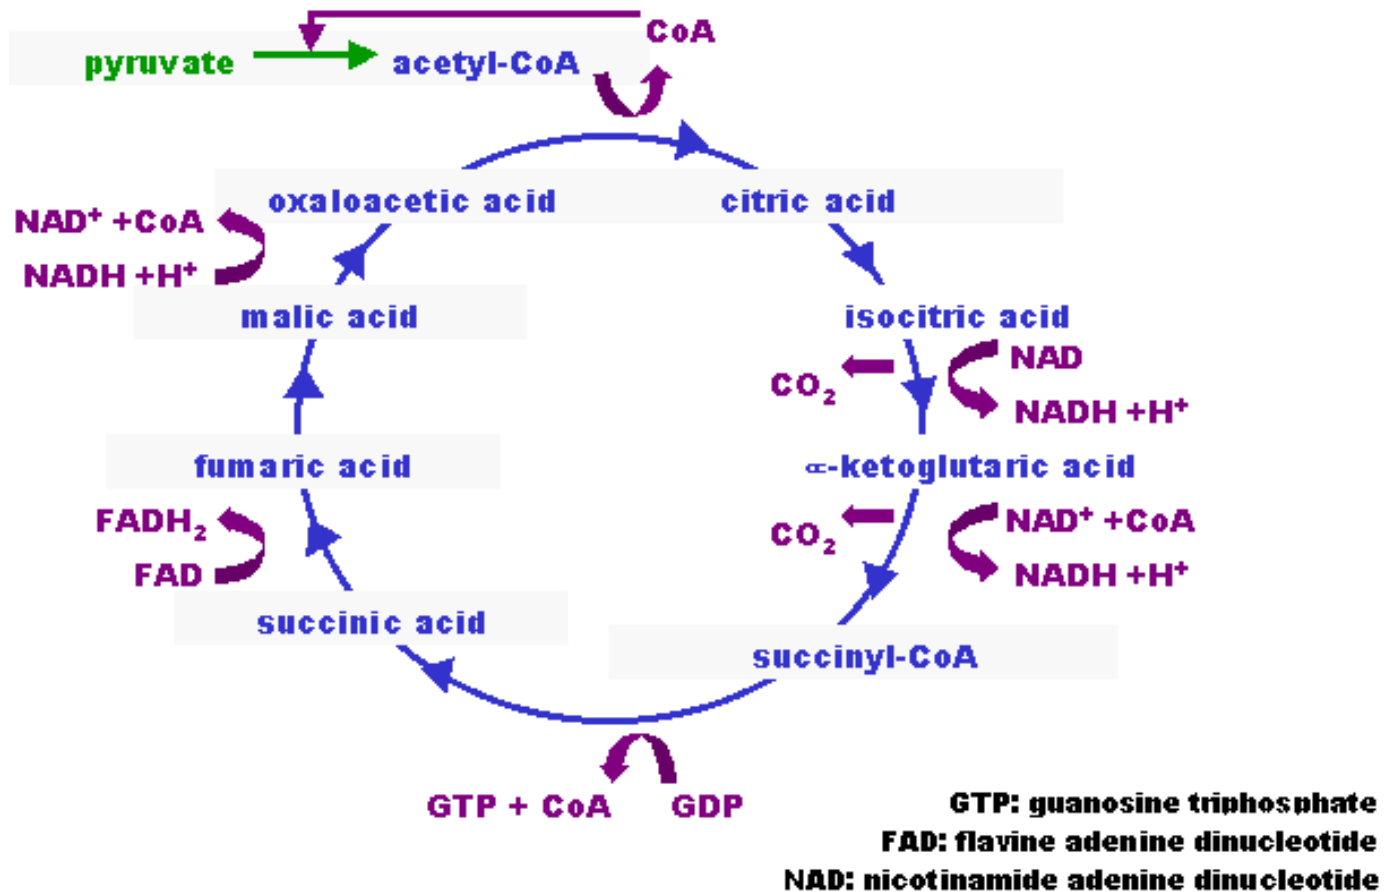 CoA
pyruvate acetyl-CoA
oxaloacetic acid citric acid
NAD⁺ +CoA
NADH +H⁺
malic acid isocitric acid
NAD
CO₂
NADH +H⁺
fumaric acid ∝-ketoglutaric acid
FADH₂ CO₂ NAD⁺ +CoA
FAD NADH +H⁺
succinic acid
succinyl-CoA
GTP + CoA GDP
GTP: guanosine triphosphate
FAD: flavine adenine dinucleotide
NAD: nicotinamide adenine dinucleotide